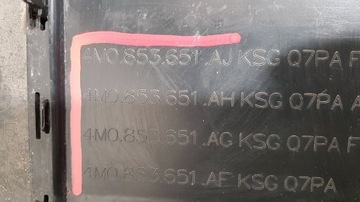 4M0.853.651.AJ KSG Q7PA F
4M0.853.651.AH KSG Q7PA A
4M0.853.651.AG KSG Q7PA F
4M0.853.651.AF KSG Q7PA